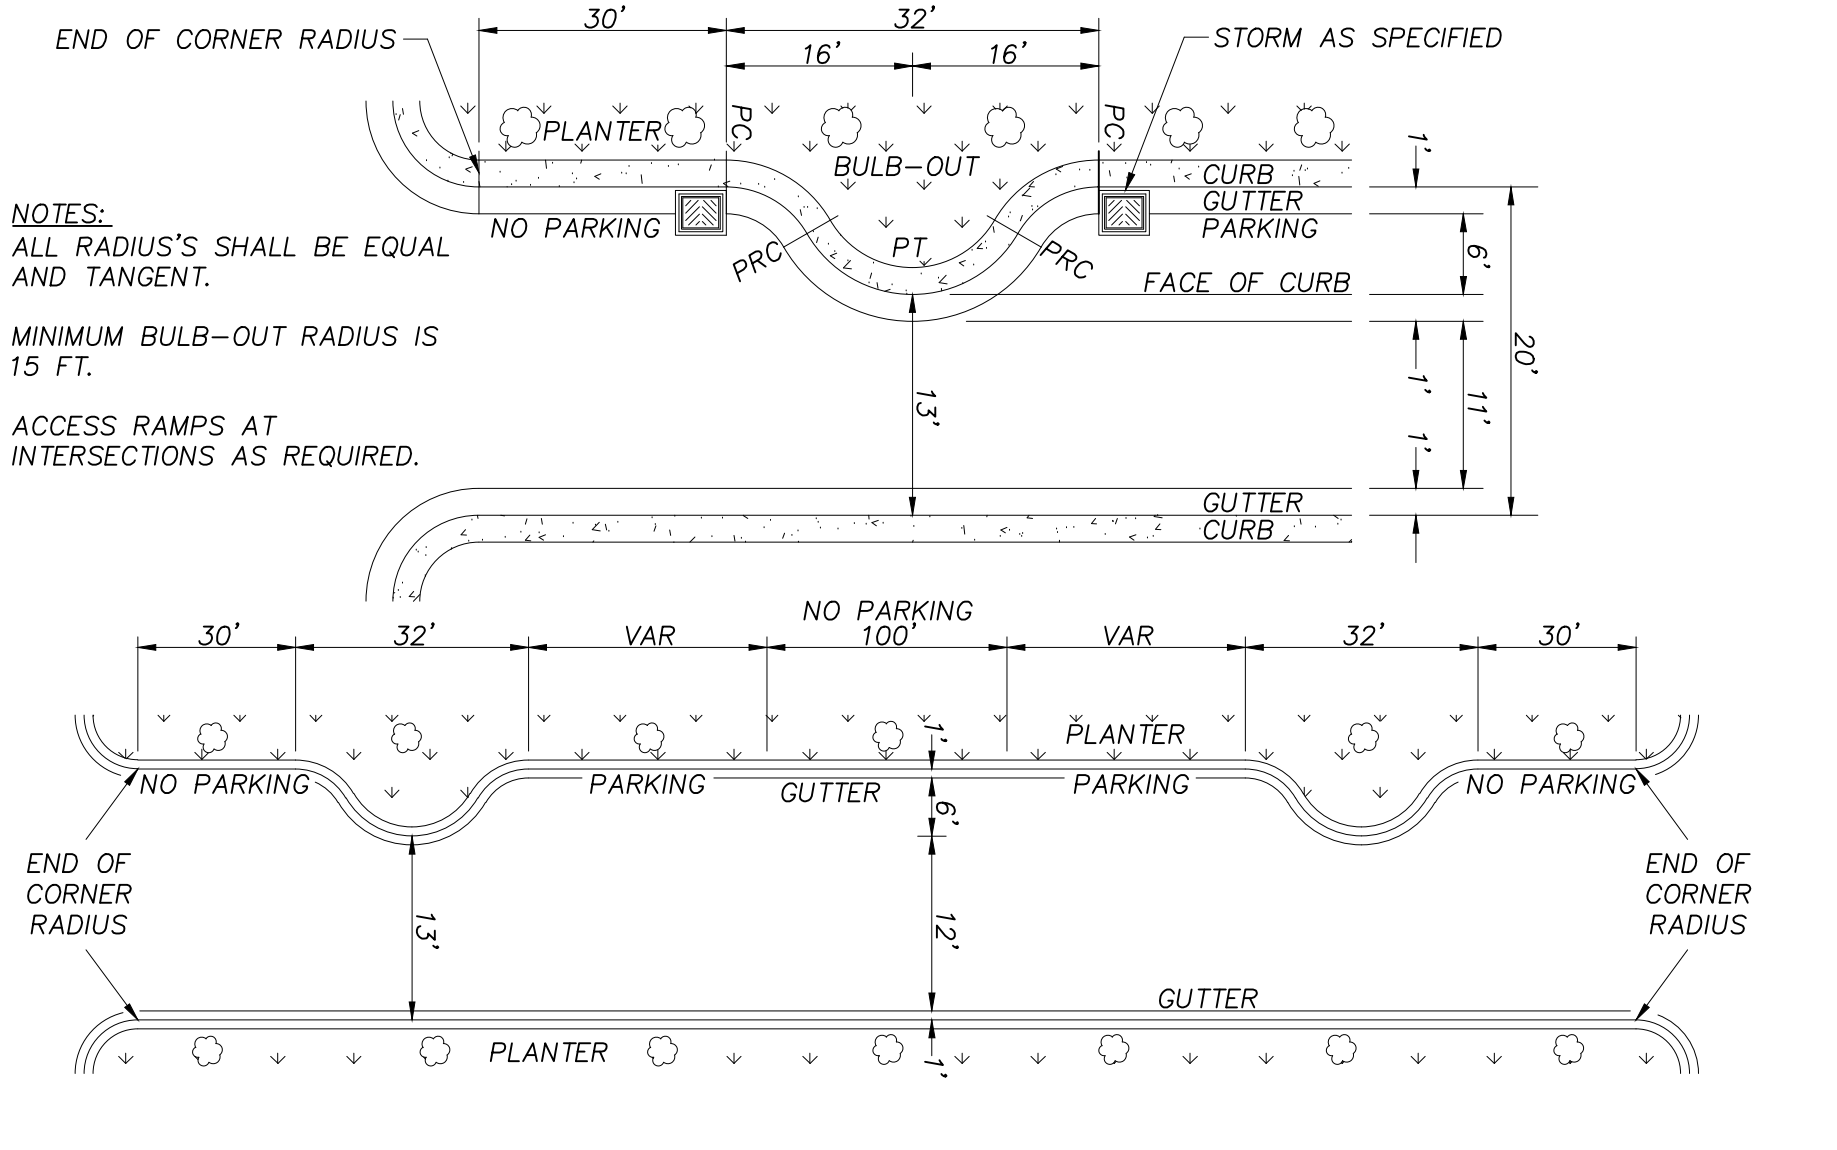 30'
32'
END OF CORNER RADIUS
STORM AS SPECIFIED
16'
16'
PC
PC
PLANTER
1'
BULB-OUT
CURB
GUTTER
NO PARKING
PARKING
NOTES:
ALL RADIUS'S SHALL BE EQUAL
AND TANGENT.
MINIMUM BULB-OUT RADIUS IS
15 FT.
ACCESS RAMPS AT
INTERSECTIONS AS REQUIRED.
PRC
PT
PRC
6'
FACE OF CURB
20'
13'
1'
11'
1'
GUTTER
CURB
NO PARKING
30'
32'
VAR
100'
VAR
32'
30'
1'
PLANTER
NO PARKING
PARKING
GUTTER
PARKING
NO PARKING
6'
END OF
CORNER
RADIUS
13'
12'
END OF
CORNER
RADIUS
GUTTER
PLANTER
1'